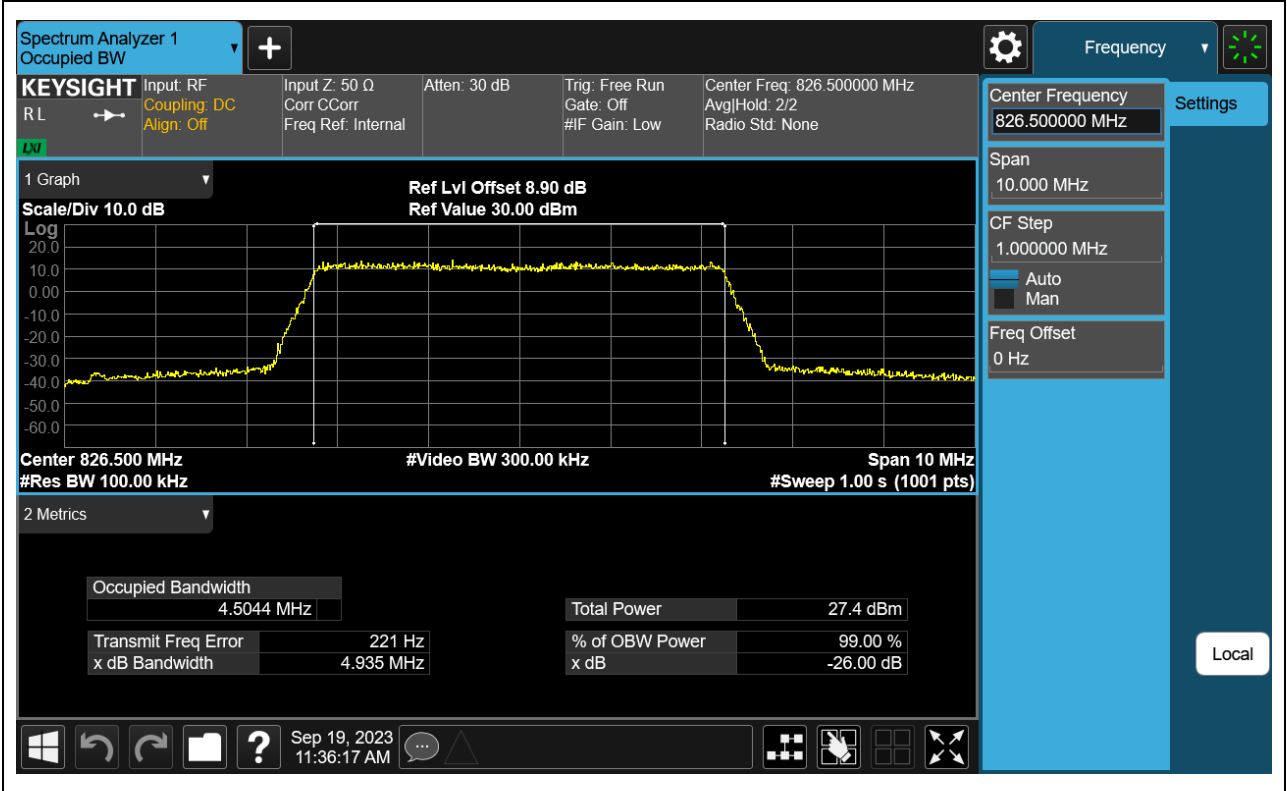 Spectrum Analyzer 1
Occupied BW
Frequency
KEYSIGHT
R L
LXI
Input: RF
Coupling: DC
Align: Off
Input Z: 50 Ω
Corr CCorr
Freq Ref: Internal
Atten: 30 dB
Trig: Free Run
Gate: Off
#IF Gain: Low
Center Freq: 826.500000 MHz
Avg|Hold: 2/2
Radio Std: None
Center Frequency
826.500000 MHz
Settings
Span
10.000 MHz
CF Step
1.000000 MHz
Auto
Man
Freq Offset
0 Hz
Local
1 Graph
Scale/Div 10.0 dB
Ref Lvl Offset 8.90 dB
Ref Value 30.00 dBm
Log
20.0
10.0
0.00
-10.0
-20.0
-30.0
-40.0
-50.0
-60.0
Center 826.500 MHz
#Video BW 300.00 kHz
Span 10 MHz
#Res BW 100.00 kHz
#Sweep 1.00 s (1001 pts)
2 Metrics
Occupied Bandwidth
4.5044 MHz
Total Power 27.4 dBm
Transmit Freq Error 221 Hz
% of OBW Power 99.00 %
x dB Bandwidth 4.935 MHz
x dB -26.00 dB
?
Sep 19, 2023
11:36:17 AM